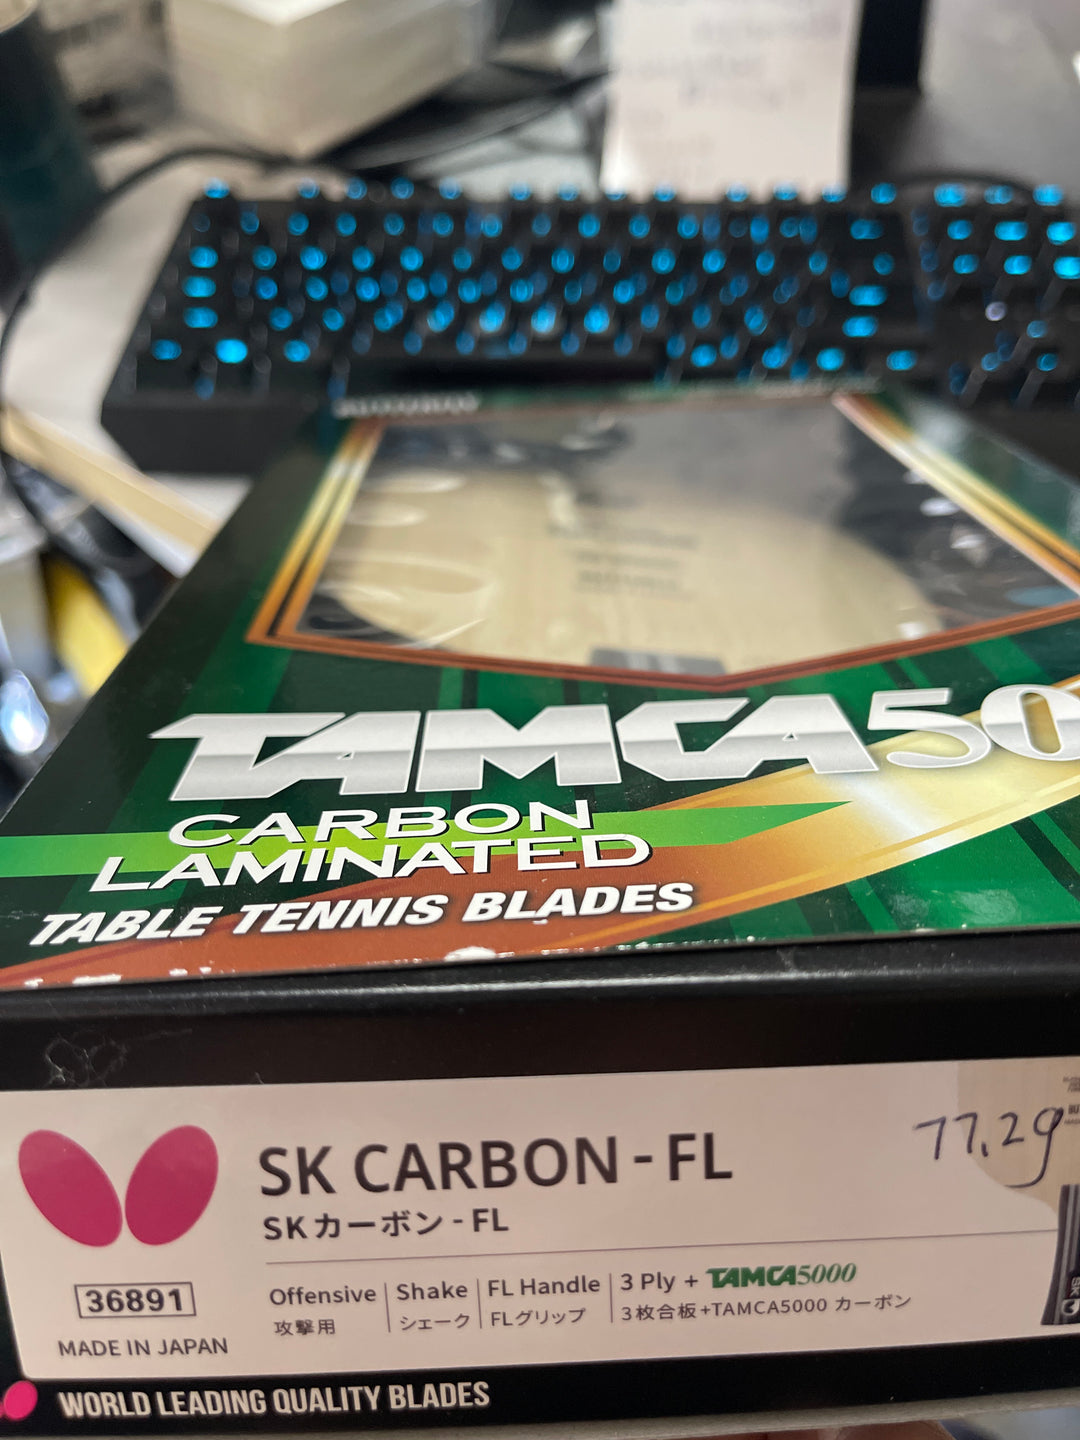 TAMCA50
CARBON
LAMINATED
TABLE TENNIS BLADES
SK CARBON - FL
77.2g
SKカーボン - FL
Offensive
攻撃用
Shake
シェーク
FL Handle
FLグリップ
3 Ply + TAMCA5000
3枚合板+TAMCA5000 カーボン
36891
MADE IN JAPAN
WORLD LEADING QUALITY BLADES